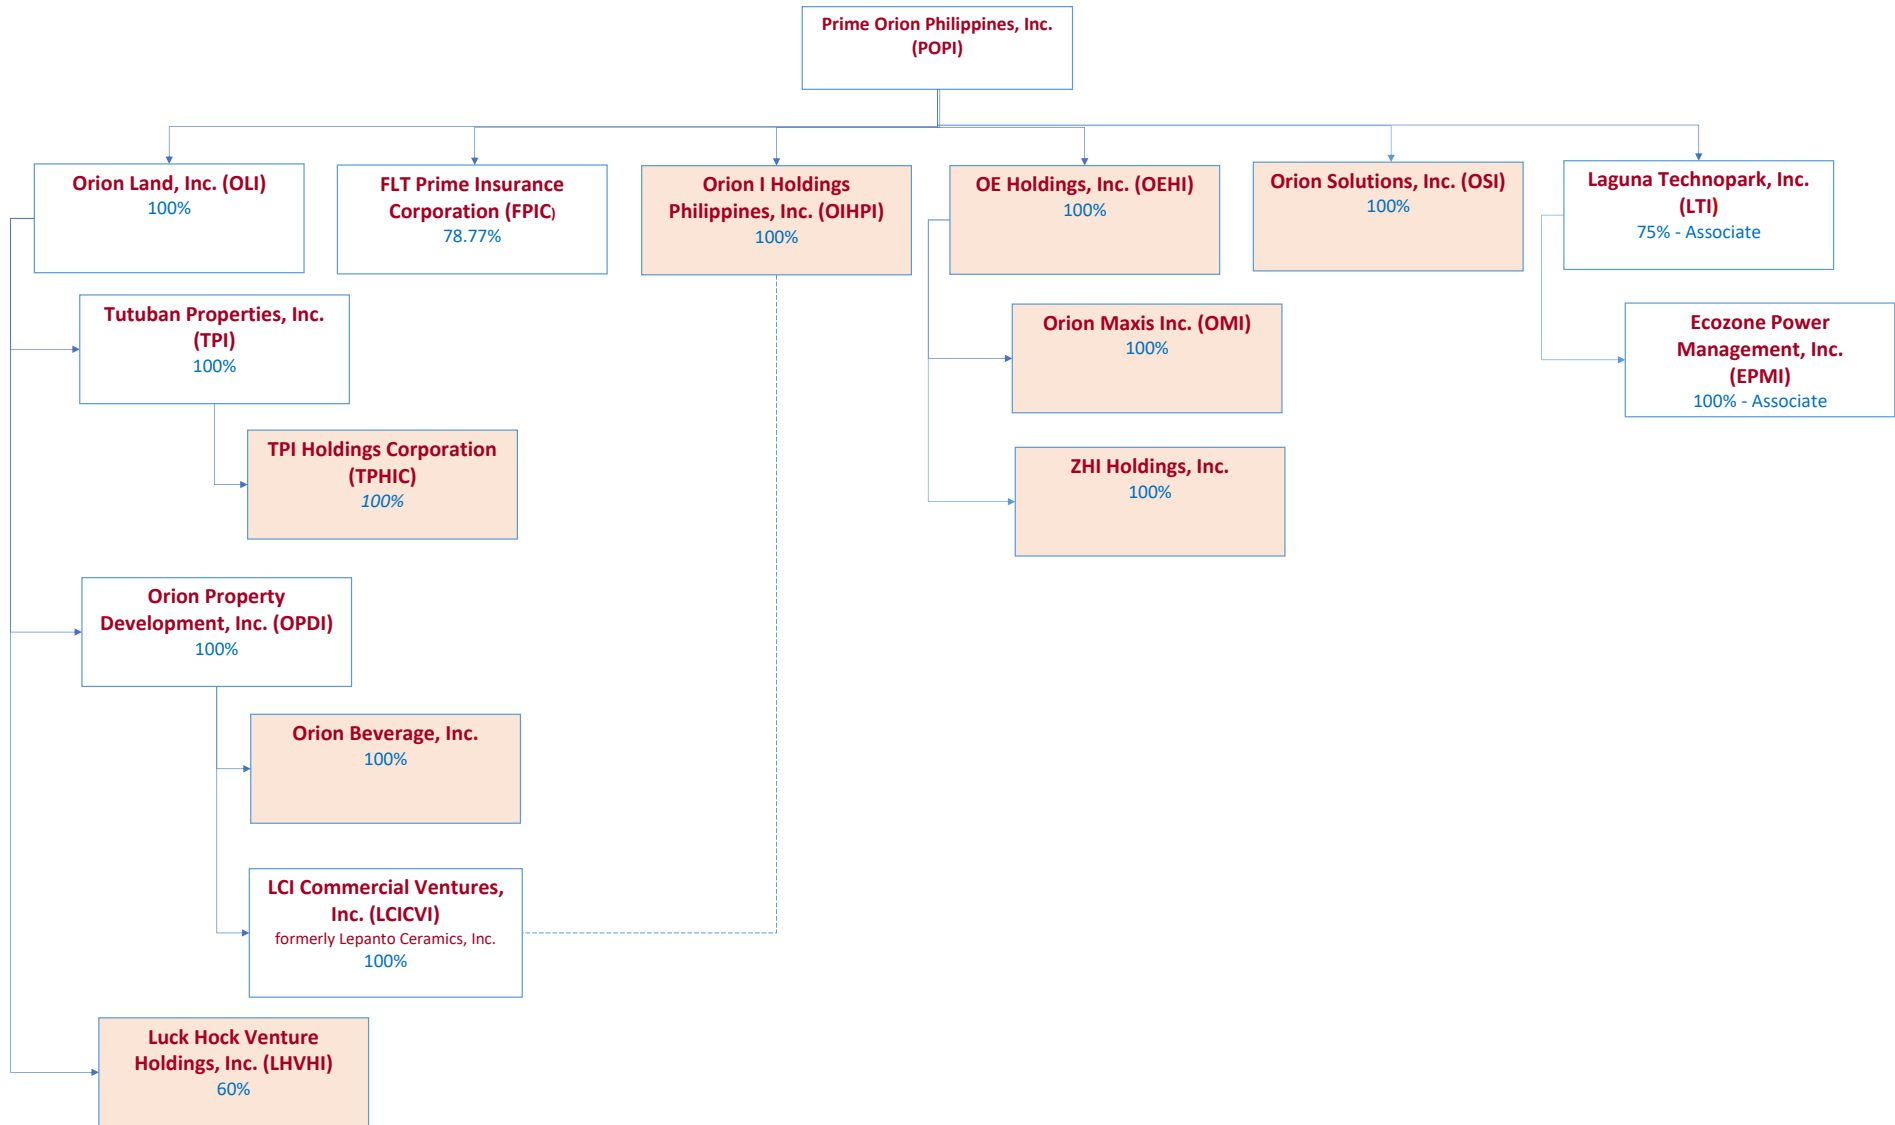 Prime Orion Philippines, Inc.
(POPI)
Orion Land, Inc. (OLI)
100%
FLT Prime Insurance
Corporation (FPIC)
78.77%
Orion I Holdings
Philippines, Inc. (OIHPI)
100%
OE Holdings, Inc. (OEHI)
100%
Orion Solutions, Inc. (OSI)
100%
Laguna Technopark, Inc.
(LTI)
75% - Associate
Tutuban Properties, Inc.
(TPI)
100%
Orion Maxis Inc. (OMI)
100%
Ecozone Power
Management, Inc.
(EPMI)
100% - Associate
TPI Holdings Corporation
(TPHIC)
100%
ZHI Holdings, Inc.
100%
Orion Property
Development, Inc. (OPDI)
100%
Orion Beverage, Inc.
100%
LCI Commercial Ventures,
Inc. (LCICVI)
formerly Lepanto Ceramics, Inc.
100%
Luck Hock Venture
Holdings, Inc. (LHVHI)
60%